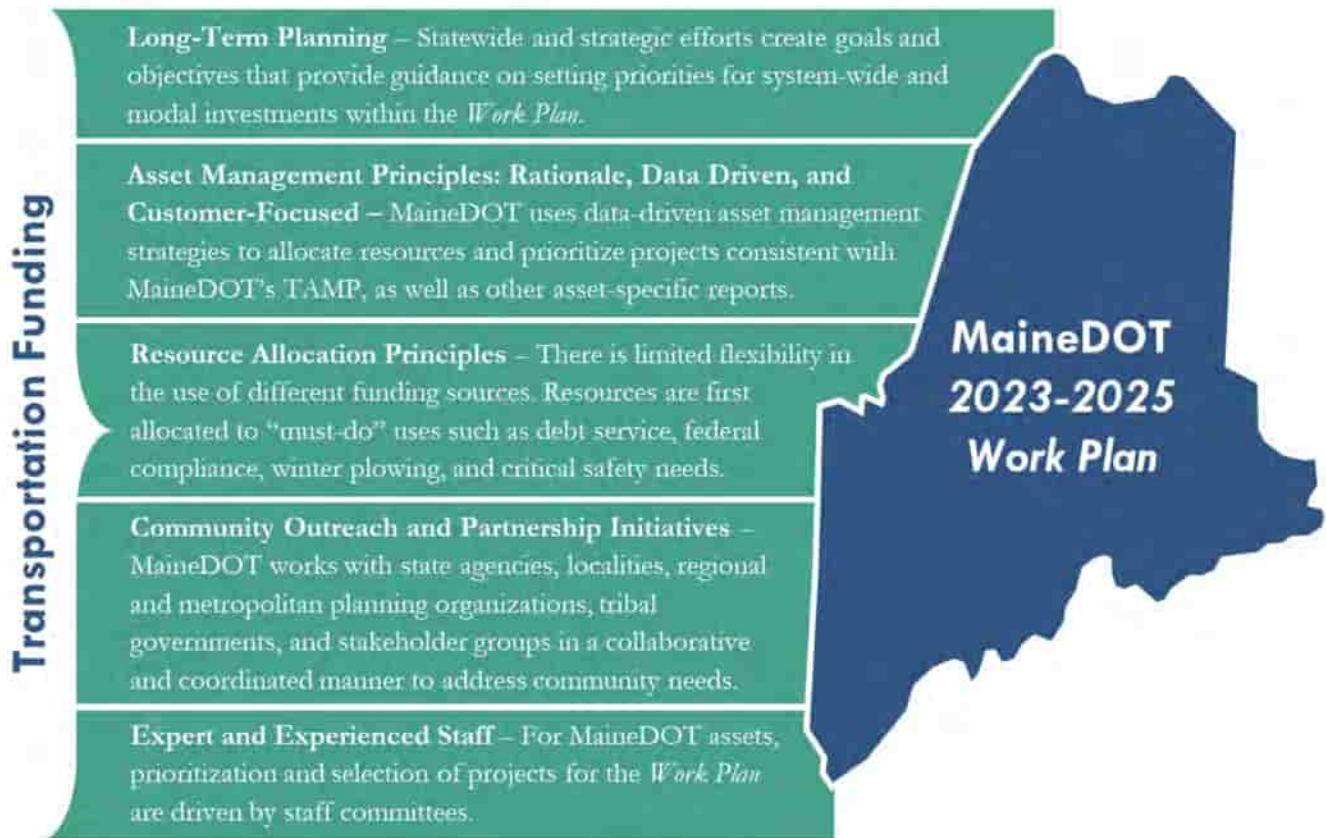 Transportation Funding
Long-Term Planning – Statewide and strategic efforts create goals and
objectives that provide guidance on setting priorities for system-wide and
modal investments within the Work Plan.
Asset Management Principles: Rationale, Data Driven, and
Customer-Focused – MaineDOT uses data-driven asset management
strategies to allocate resources and prioritize projects consistent with
MaineDOT's TAMP, as well as other asset-specific reports.
Resource Allocation Principles – There is limited flexibility in
the use of different funding sources. Resources are first
allocated to “must-do” uses such as debt service, federal
compliance, winter plowing, and critical safety needs.
Community Outreach and Partnership Initiatives –
MaineDOT works with state agencies, localities, regional
and metropolitan planning organizations, tribal
governments, and stakeholder groups in a collaborative
and coordinated manner to address community needs.
Expert and Experienced Staff – For MaineDOT assets,
prioritization and selection of projects for the Work Plan
are driven by staff committees.
MaineDOT
2023-2025
Work Plan